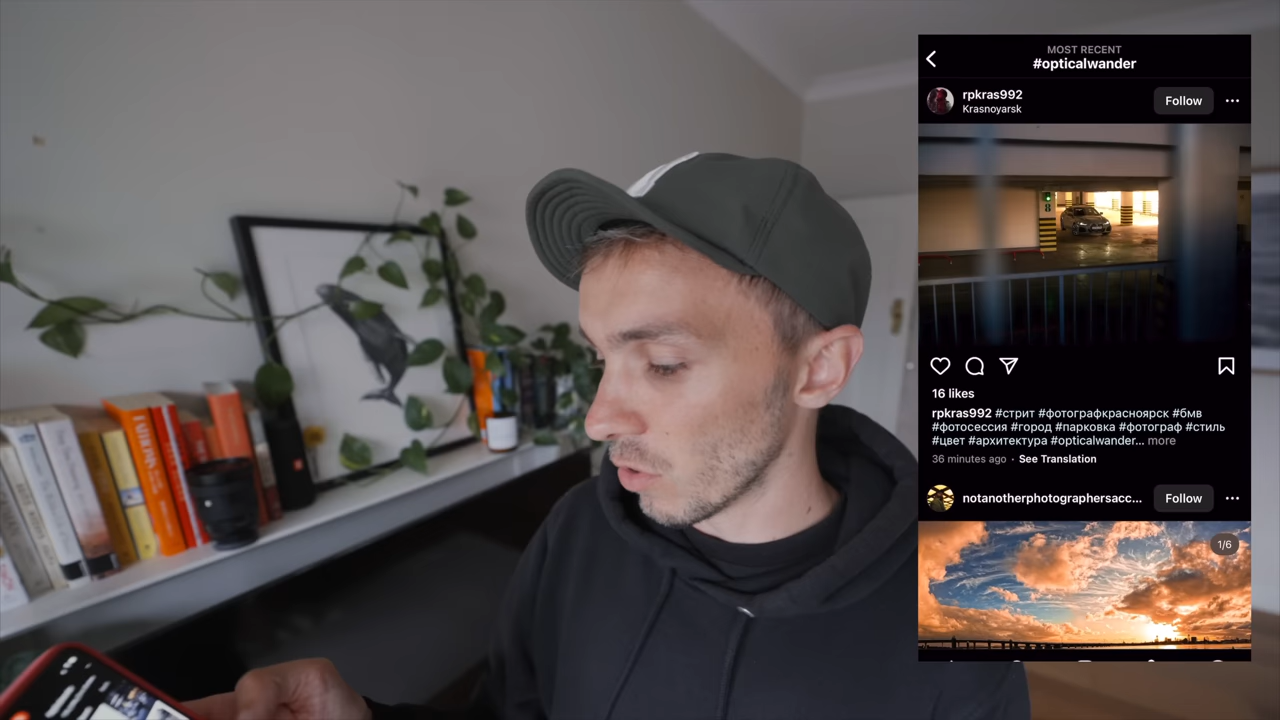 MOST RECENT
#opticalwander
rpkras992
Follow
Krasnoyarsk
8
16 likes
rpkras992 #стрит #фотографкрасноярск #бмв
#фотосессия #город #парковка #фотограф #стиль
#цвет #архитектура #opticalwander... more
36 minutes ago · See Translation
notanotherphotographersacc...
Follow
1/6